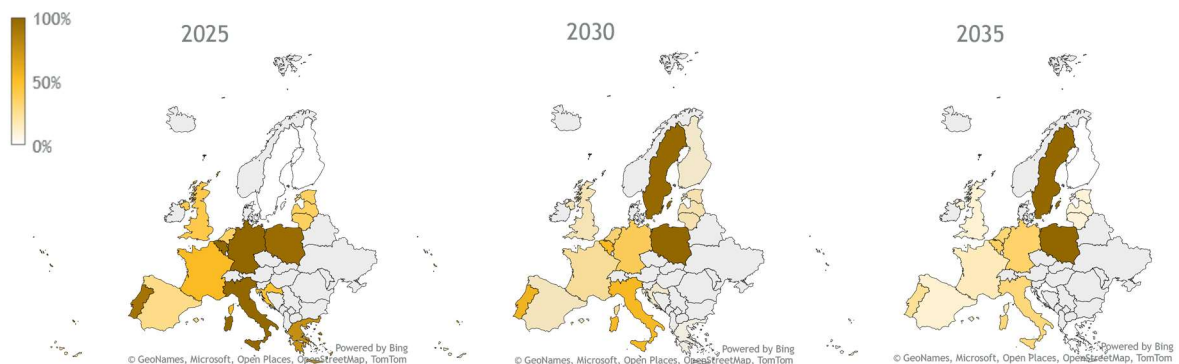 100%
50%
0%
2025
2030
2035
Powered by Bing
© GeoNames, Microsoft, Open Places, OpenStreetMap, TomTom
Powered by Bing
© GeoNames, Microsoft, Open Places, OpenStreetMap, TomTom
Powered by Bing
© GeoNames, Microsoft, Open Places, OpenStreetMap, TomTom